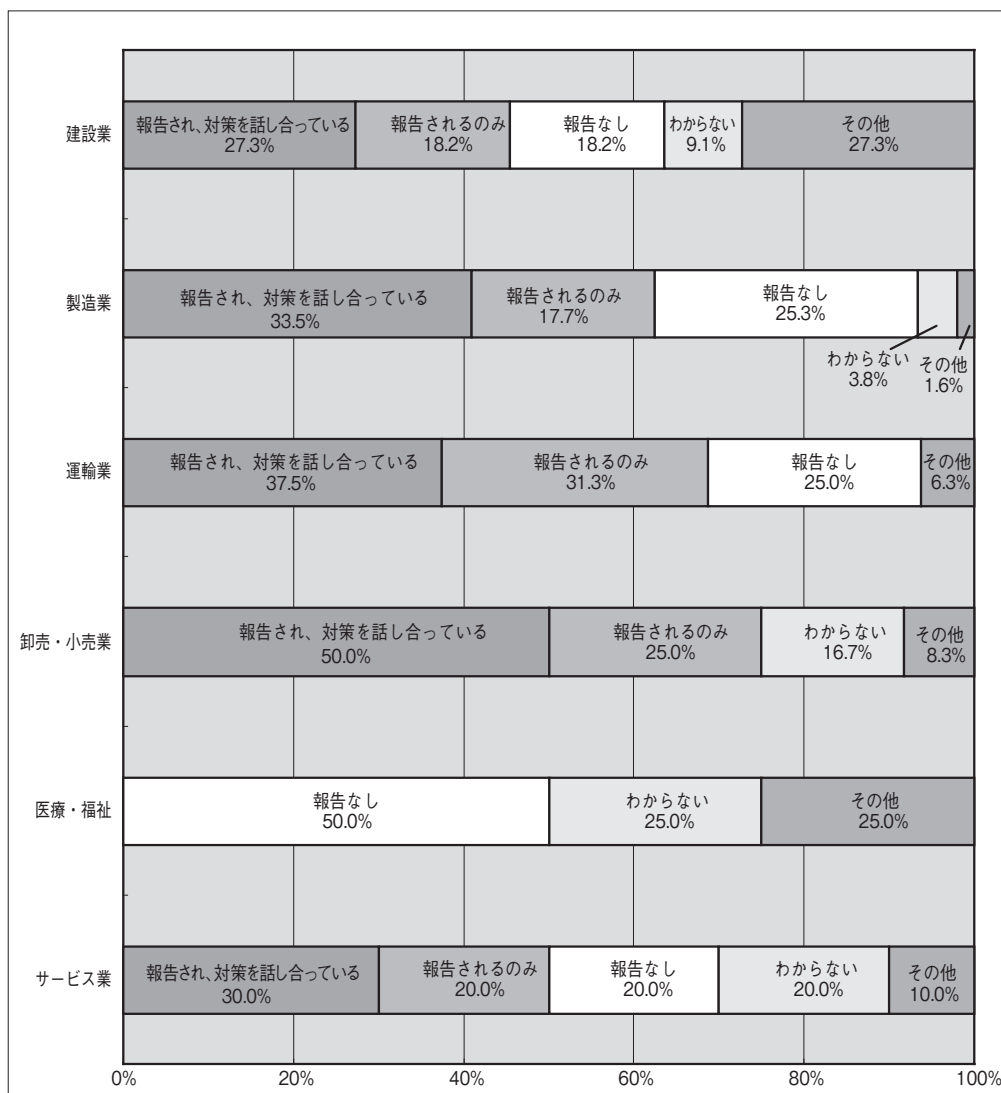 建設業
報告され、対策を話し合っている
27.3%
報告されるのみ
18.2%
報告なし
18.2%
わからない
9.1%
その他
27.3%
製造業
報告され、対策を話し合っている
33.5%
報告されるのみ
17.7%
報告なし
25.3%
わからない
3.8%
その他
1.6%
運輸業
報告され、対策を話し合っている
37.5%
報告されるのみ
31.3%
報告なし
25.0%
その他
6.3%
卸売・小売業
報告され、対策を話し合っている
50.0%
報告されるのみ
25.0%
わからない
16.7%
その他
8.3%
医療・福祉
報告なし
50.0%
わからない
25.0%
その他
25.0%
サービス業
報告され、対策を話し合っている
30.0%
報告されるのみ
20.0%
報告なし
20.0%
わからない
20.0%
その他
10.0%
0% 20% 40% 60% 80% 100%